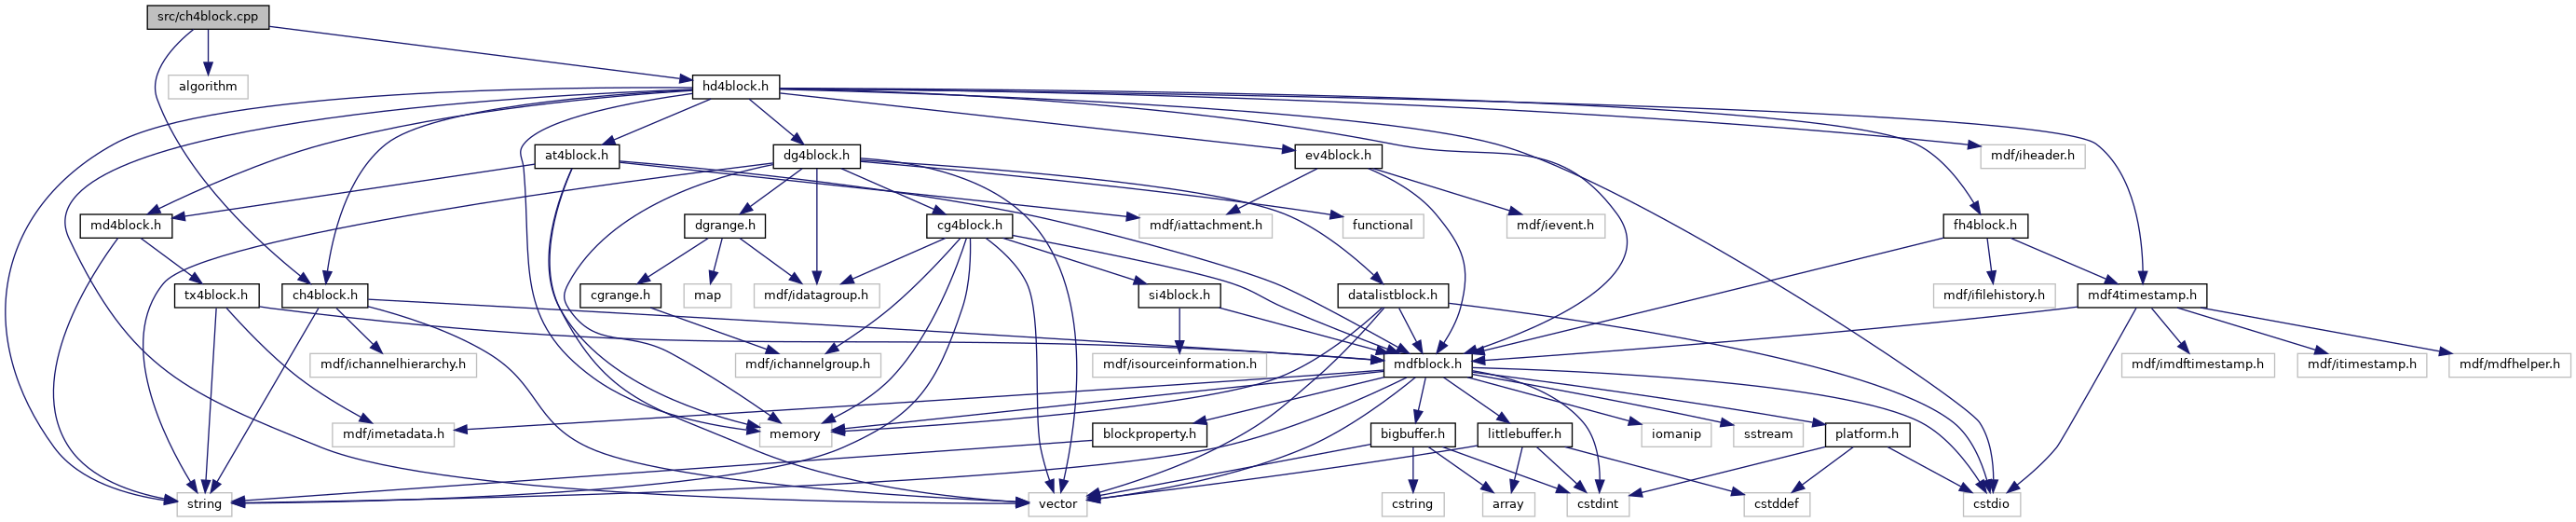 src/ch4block.cpp
algorithm
hd4block.h
at4block.h
dg4block.h
ev4block.h
mdf/iheader.h
md4block.h
dgrange.h
cg4block.h
mdf/iattachment.h
functional
mdf/ievent.h
fh4block.h
tx4block.h
ch4block.h
cgrange.h
map
mdf/idatagroup.h
si4block.h
datalistblock.h
mdf/ifilehistory.h
mdf4timestamp.h
mdf/ichannelhierarchy.h
mdf/ichannelgroup.h
mdf/isourceinformation.h
mdfblock.h
mdf/imdftimestamp.h
mdf/itimestamp.h
mdf/mdfhelper.h
mdf/imetadata.h
memory
blockproperty.h
bigbuffer.h
littlebuffer.h
iomanip
sstream
platform.h
string
vector
cstring
array
cstdint
cstddef
cstdio